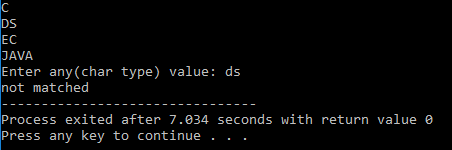 C
DS
EC
JAVA
Enter any(char type) value: ds
not matched
--------------------------------
Process exited after 7.034 seconds with return value 0
Press any key to continue . . .